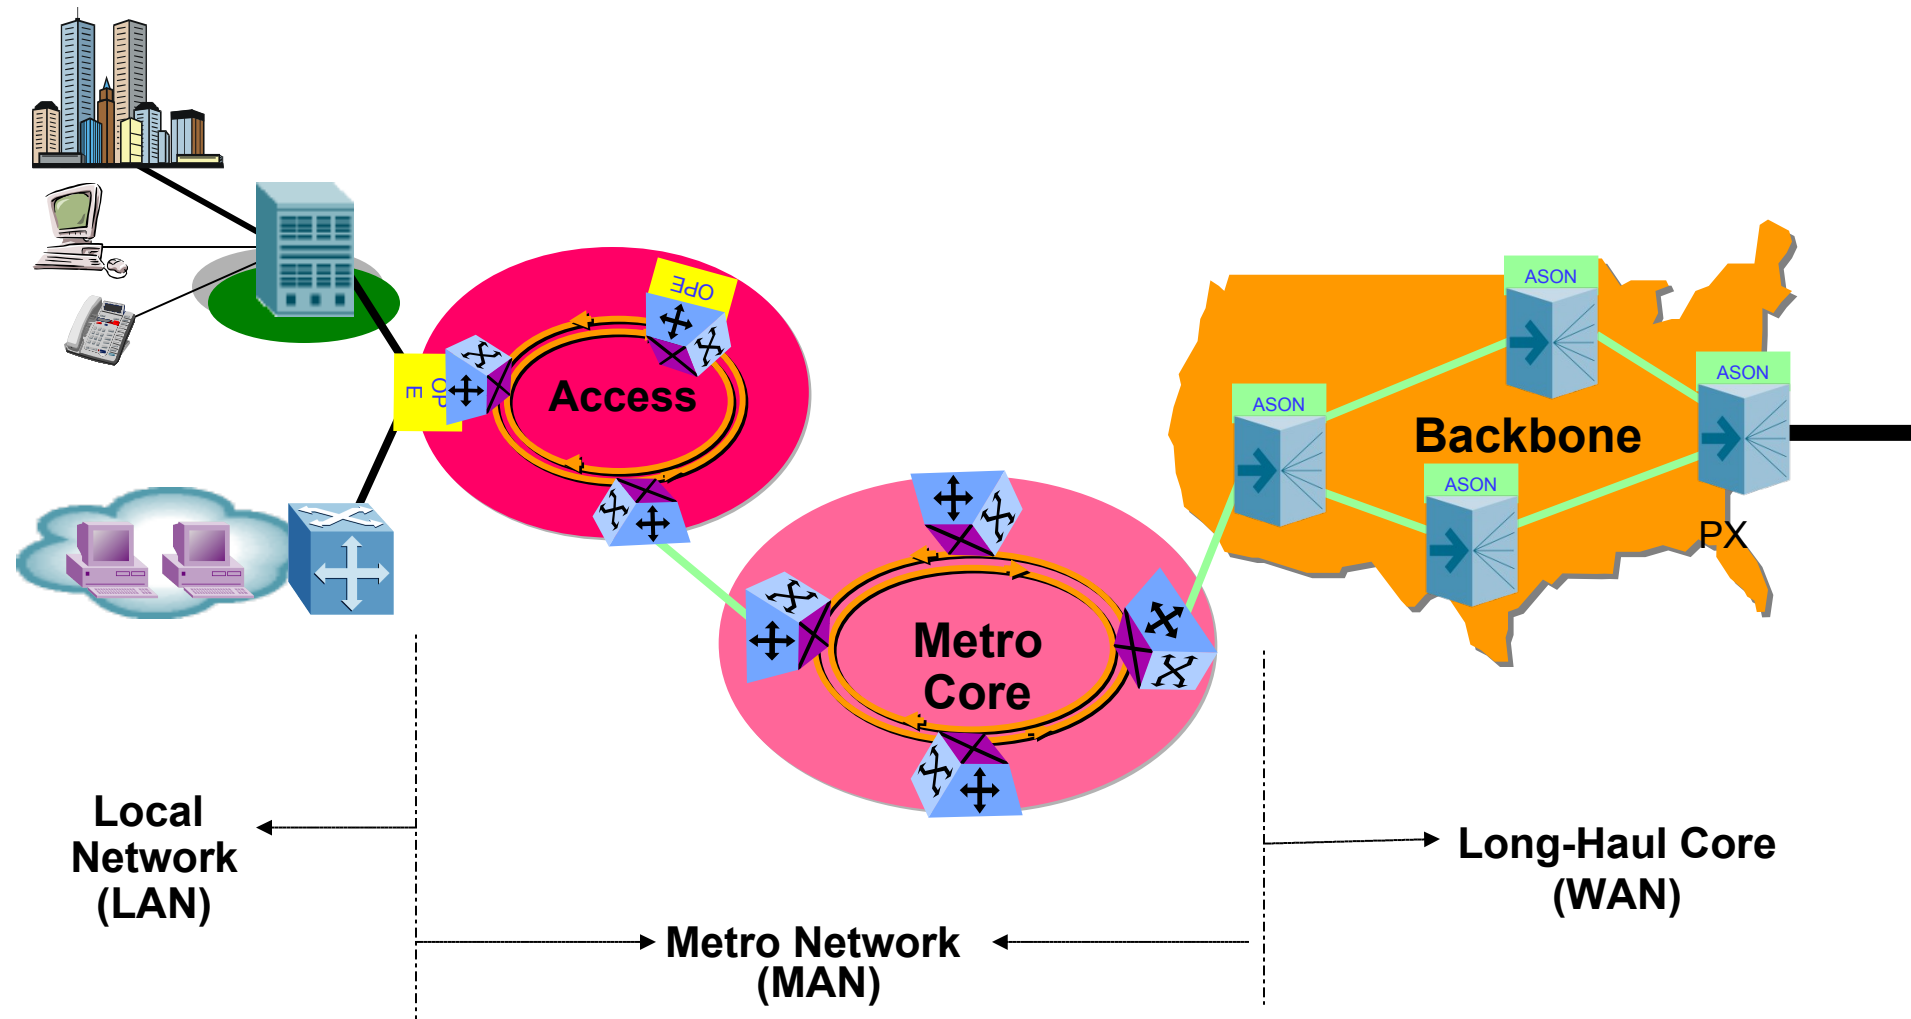 OPE
OP
E
Access
ASON
ASON
ASON
ASON
Backbone
PX
Metro
Core
Local
Network
(LAN)
Long-Haul Core
(WAN)
Metro Network
(MAN)